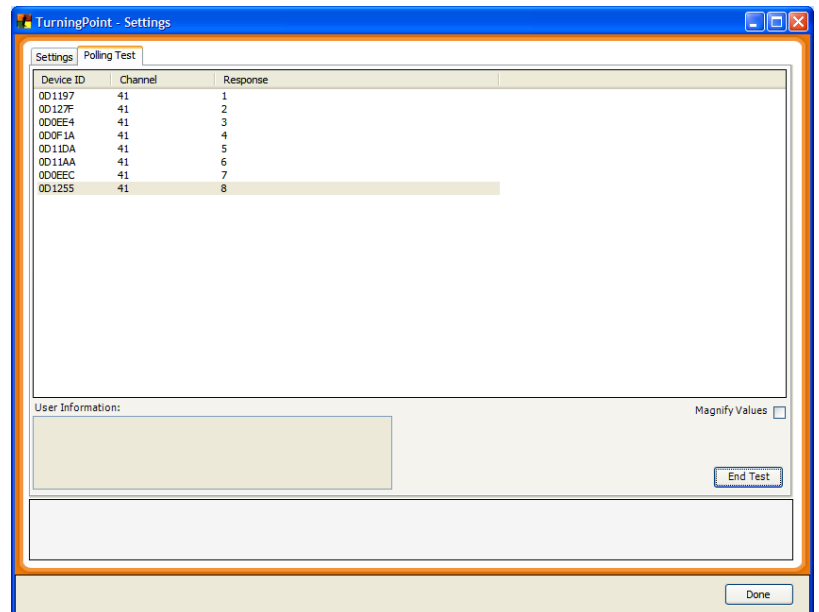 TurningPoint - Settings
Settings Polling Test
Device ID Channel Response
0D1197 41 1
0D127F 41 2
0D0EE4 41 3
0D0F1A 41 4
0D11DA 41 5
0D11AA 41 6
0D0EEC 41 7
0D1255 41 8
User Information:
Magnify Values
End Test
Done